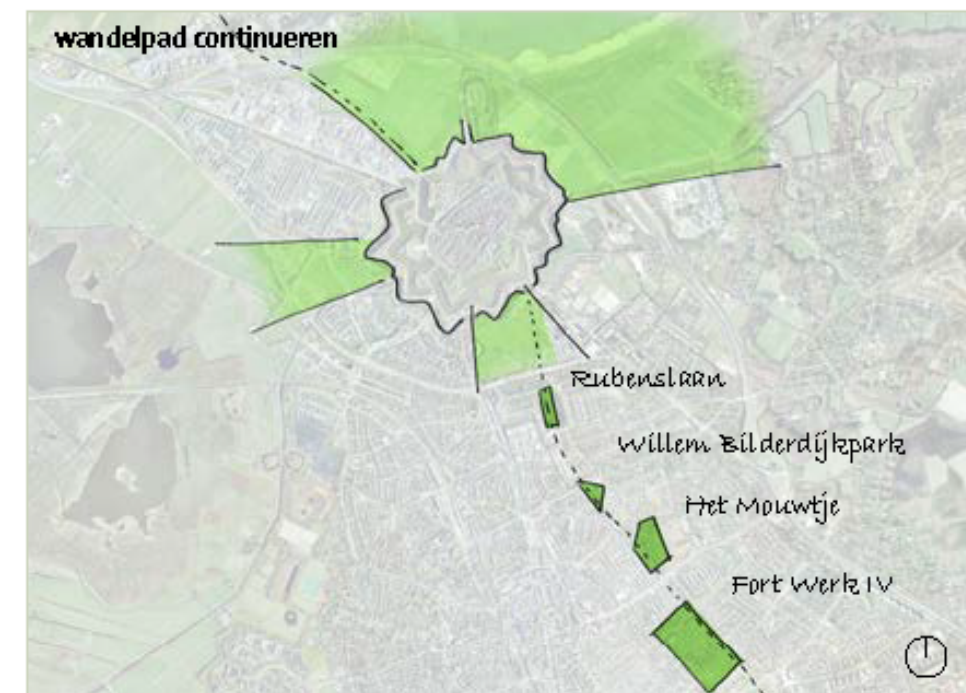 wandelpad continueren
Rubenslaan
Willem Bilderdijkpark
Het Mouwtje
Fort Werk IV